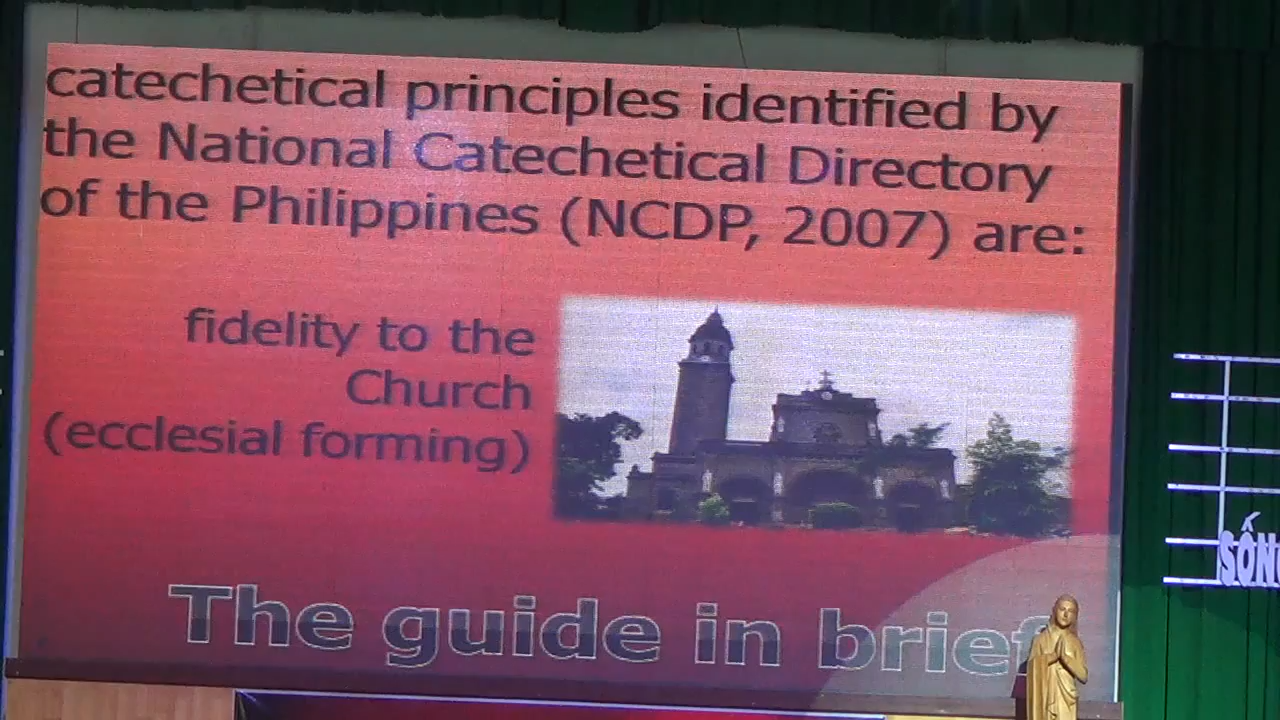 catechetical principles identified by
the National Catechetical Directory
of the Philippines (NCDP, 2007) are:
fidelity to the
Church
(ecclesial forming)
The guide in brief